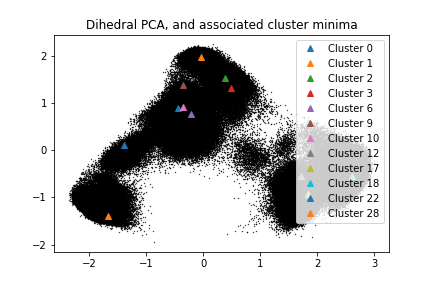 Dihedral PCA, and associated cluster minima
2
1
0
−1
−2
−2
−1
0
1
2
3
Cluster 0
Cluster 1
Cluster 2
Cluster 3
Cluster 6
Cluster 9
Cluster 10
Cluster 12
Cluster 17
Cluster 18
Cluster 22
Cluster 28